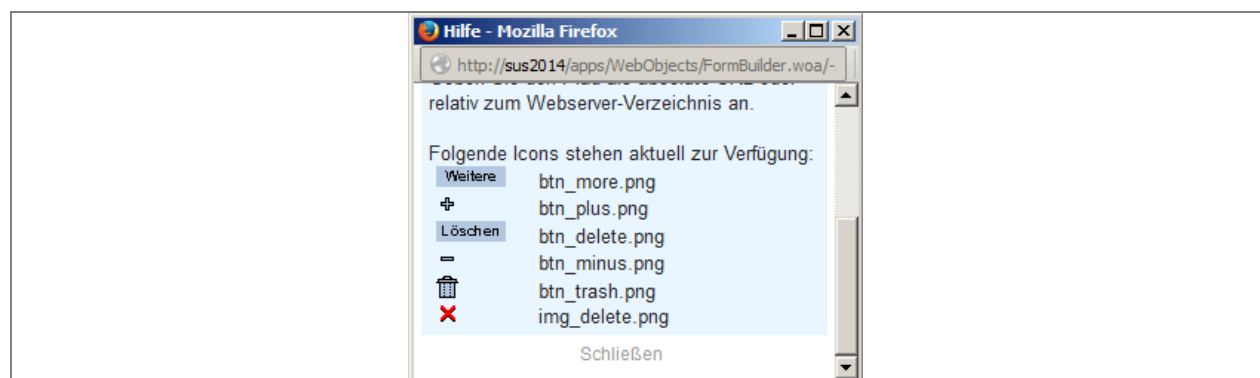 Hilfe - Mozilla Firefox
http://sus2014/apps/WebObjects/FormBuilder.woa/-
relativ zum Webserver-Verzeichnis an.
Folgende Icons stehen aktuell zur Verfügung:
Weitere btn_more.png
btn_plus.png
Löschen btn_delete.png
btn_minus.png
btn_trash.png
img_delete.png
Schließen